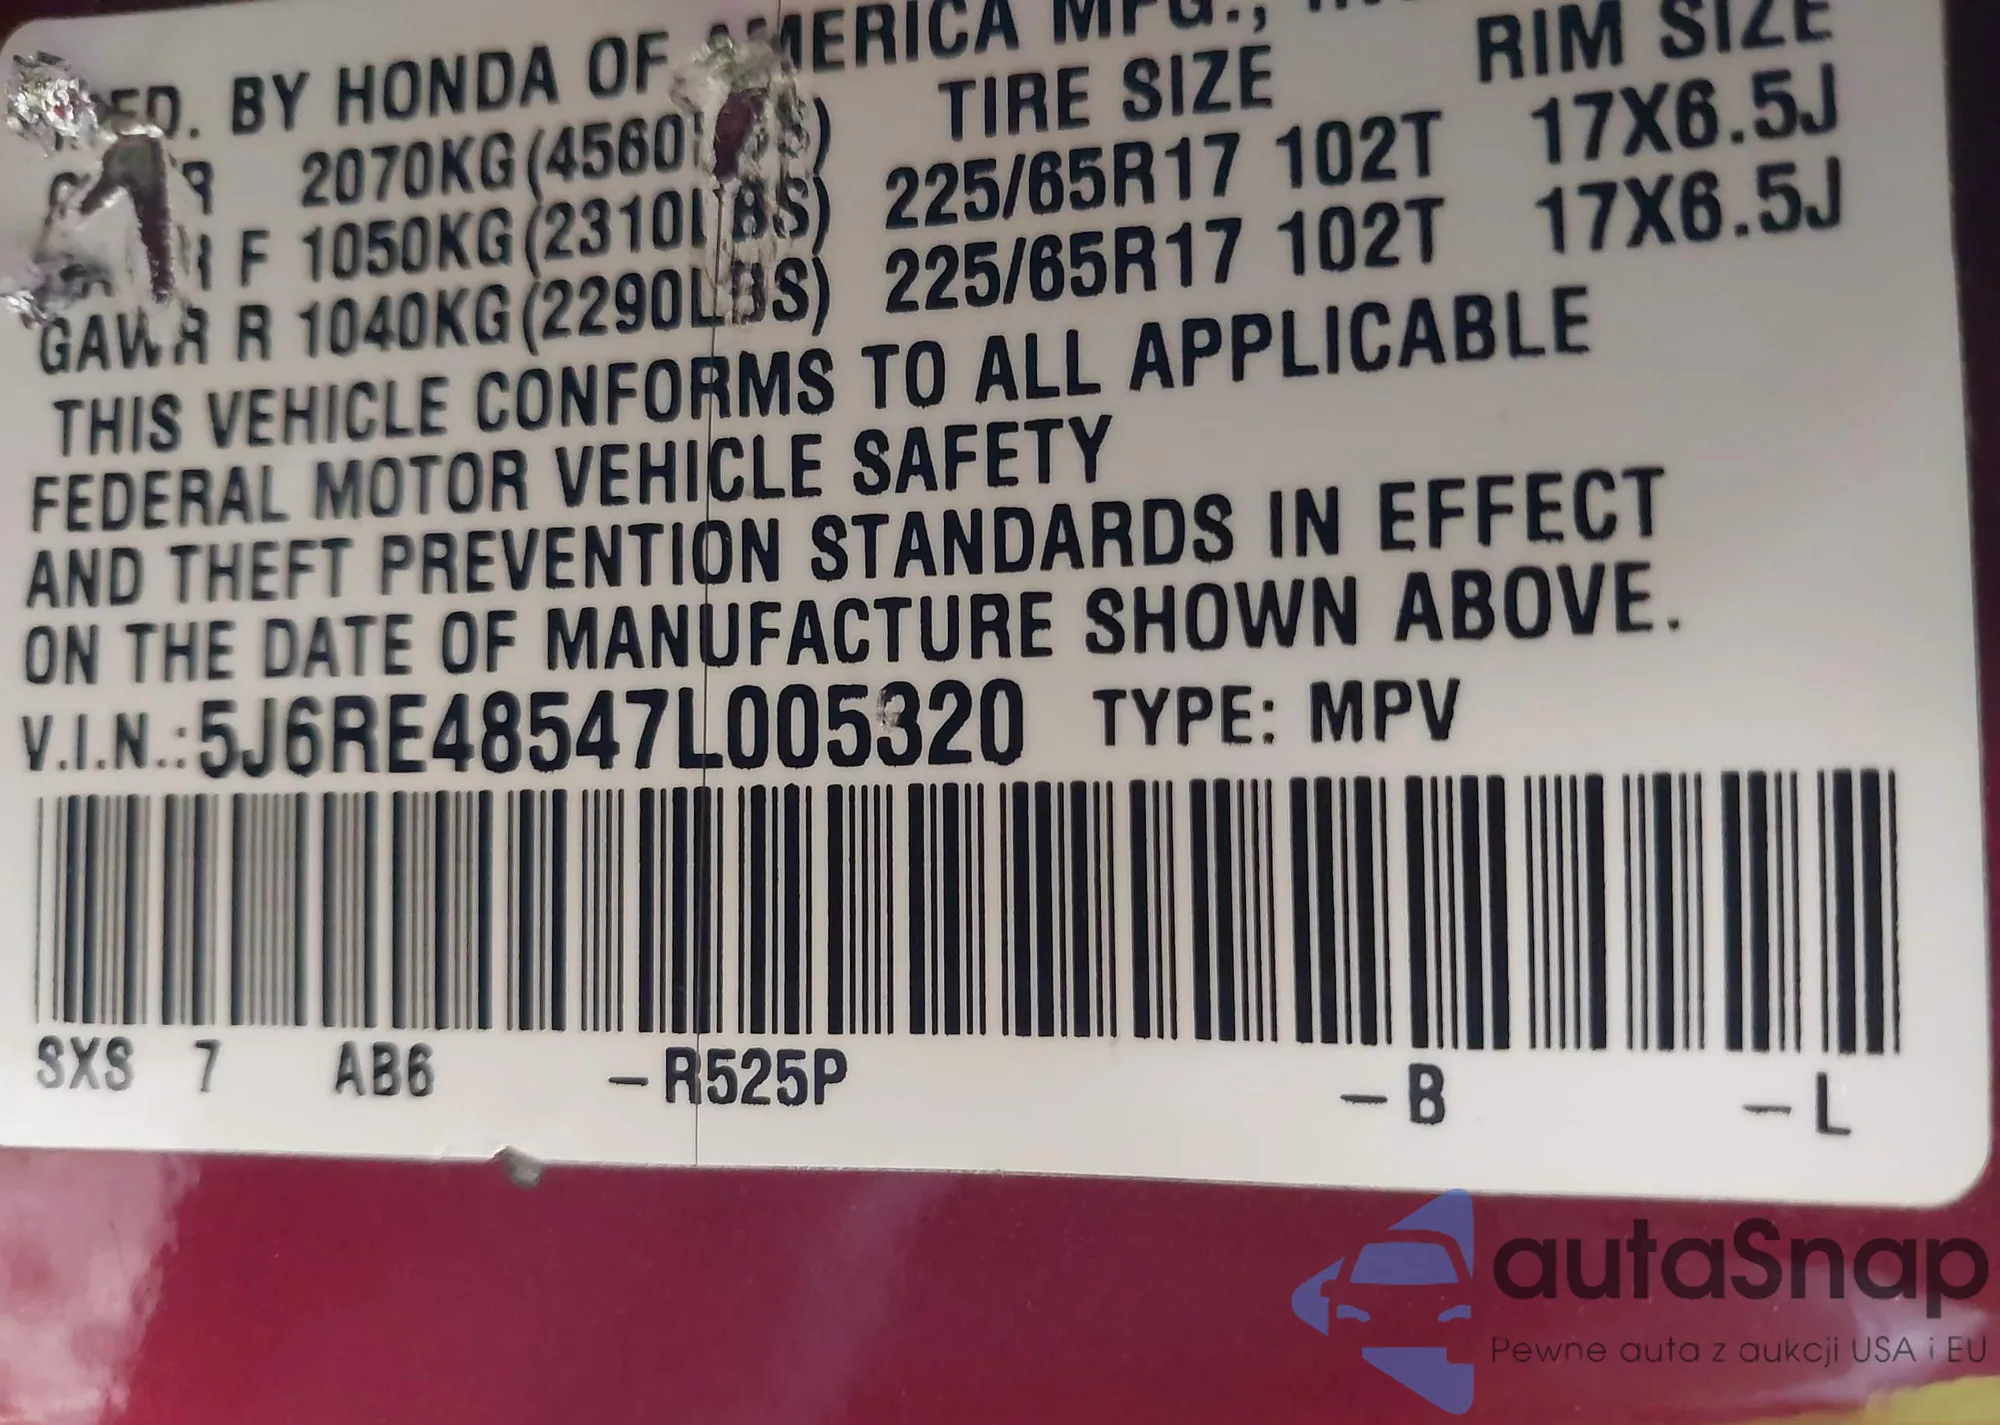 BY HONDA OF AMERICA MFG.,
TIRE SIZE RIM SIZE
2070KG(4560LBS) 225/65R17 102T 17X6.5J
F 1050KG(2310LBS) 225/65R17 102T 17X6.5J
GAWR R 1040KG(2290LBS)
THIS VEHICLE CONFORMS TO ALL APPLICABLE
FEDERAL MOTOR VEHICLE SAFETY
AND THEFT PREVENTION STANDARDS IN EFFECT
ON THE DATE OF MANUFACTURE SHOWN ABOVE.
V.I.N.:5J6RE48547L005320 TYPE: MPV
SXS 7 AB6 –R525P –B –L
autaSnap
Pewne auta z aukcji USA i EU